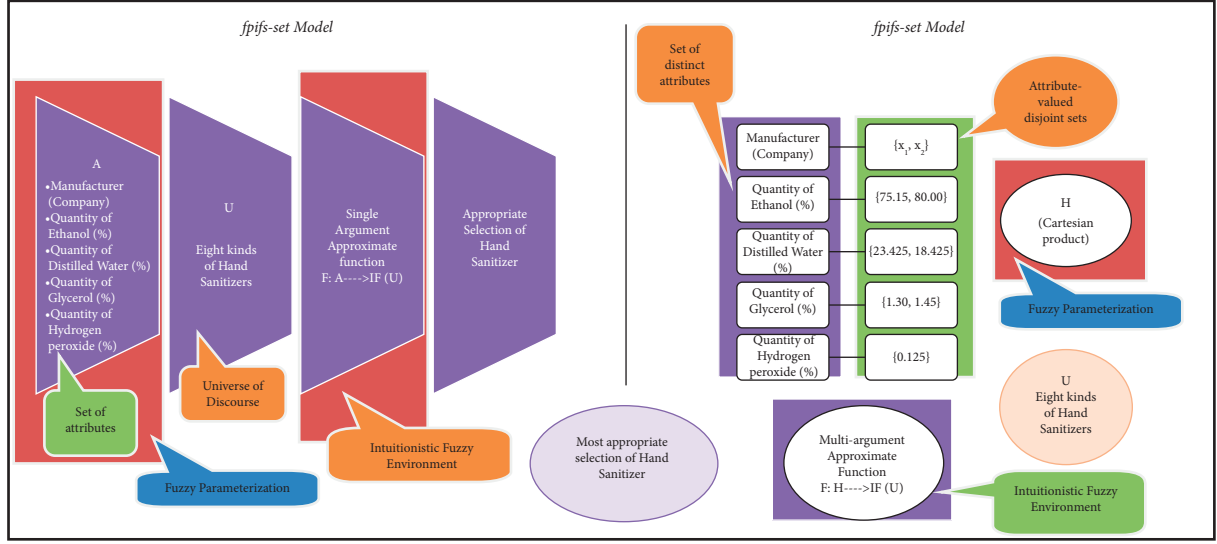 fpifs-set Model
A
•Manufacturer
(Company)
•Quantity of
Ethanol (%)
•Quantity of
Distilled Water (%)
•Quantity of
Glycerol (%)
•Quantity of
Hydrogen
peroxide (%)
Set of
attributes
Fuzzy Parameterization
U
Eight kinds
of Hand
Sanitizers
Universe of
Discourse
Single
Argument
Approximate
function
F: A---->IF (U)
Intuitionistic Fuzzy
Environment
Appropriate
Selection of
Hand
Sanitizer
Most appropriate
selection of Hand
Sanitizer
fpifs-set Model
Set of
distinct
attributes
Attribute-
valued
disjoint sets
Manufacturer
(Company)
{x₁, x₂}
Quantity of
Ethanol (%)
{75.15, 80.00}
Quantity of
Distilled Water
(%)
{23.425, 18.425}
Quantity of
Glycerol (%)
{1.30, 1.45}
Quantity of
Hydrogen
peroxide (%)
{0.125}
H
(Cartesian
product)
Fuzzy Parameterization
U
Eight kinds
of Hand
Sanitizers
Multi-argument
Approximate
Function
F: H---->IF (U)
Intuitionistic Fuzzy
Environment